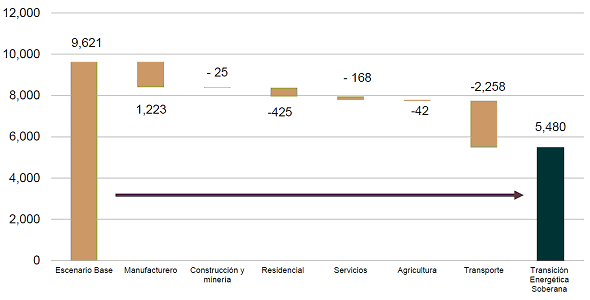 12,000
10,000
8,000
6,000
4,000
2,000
0
9,621
1,223
- 25
-425
- 168
-42
-2,258
5,480
Escenario Base
Manufacturero
Construcción y
minería
Residencial
Servicios
Agricultura
Transporte
Transición
Energética
Soberana